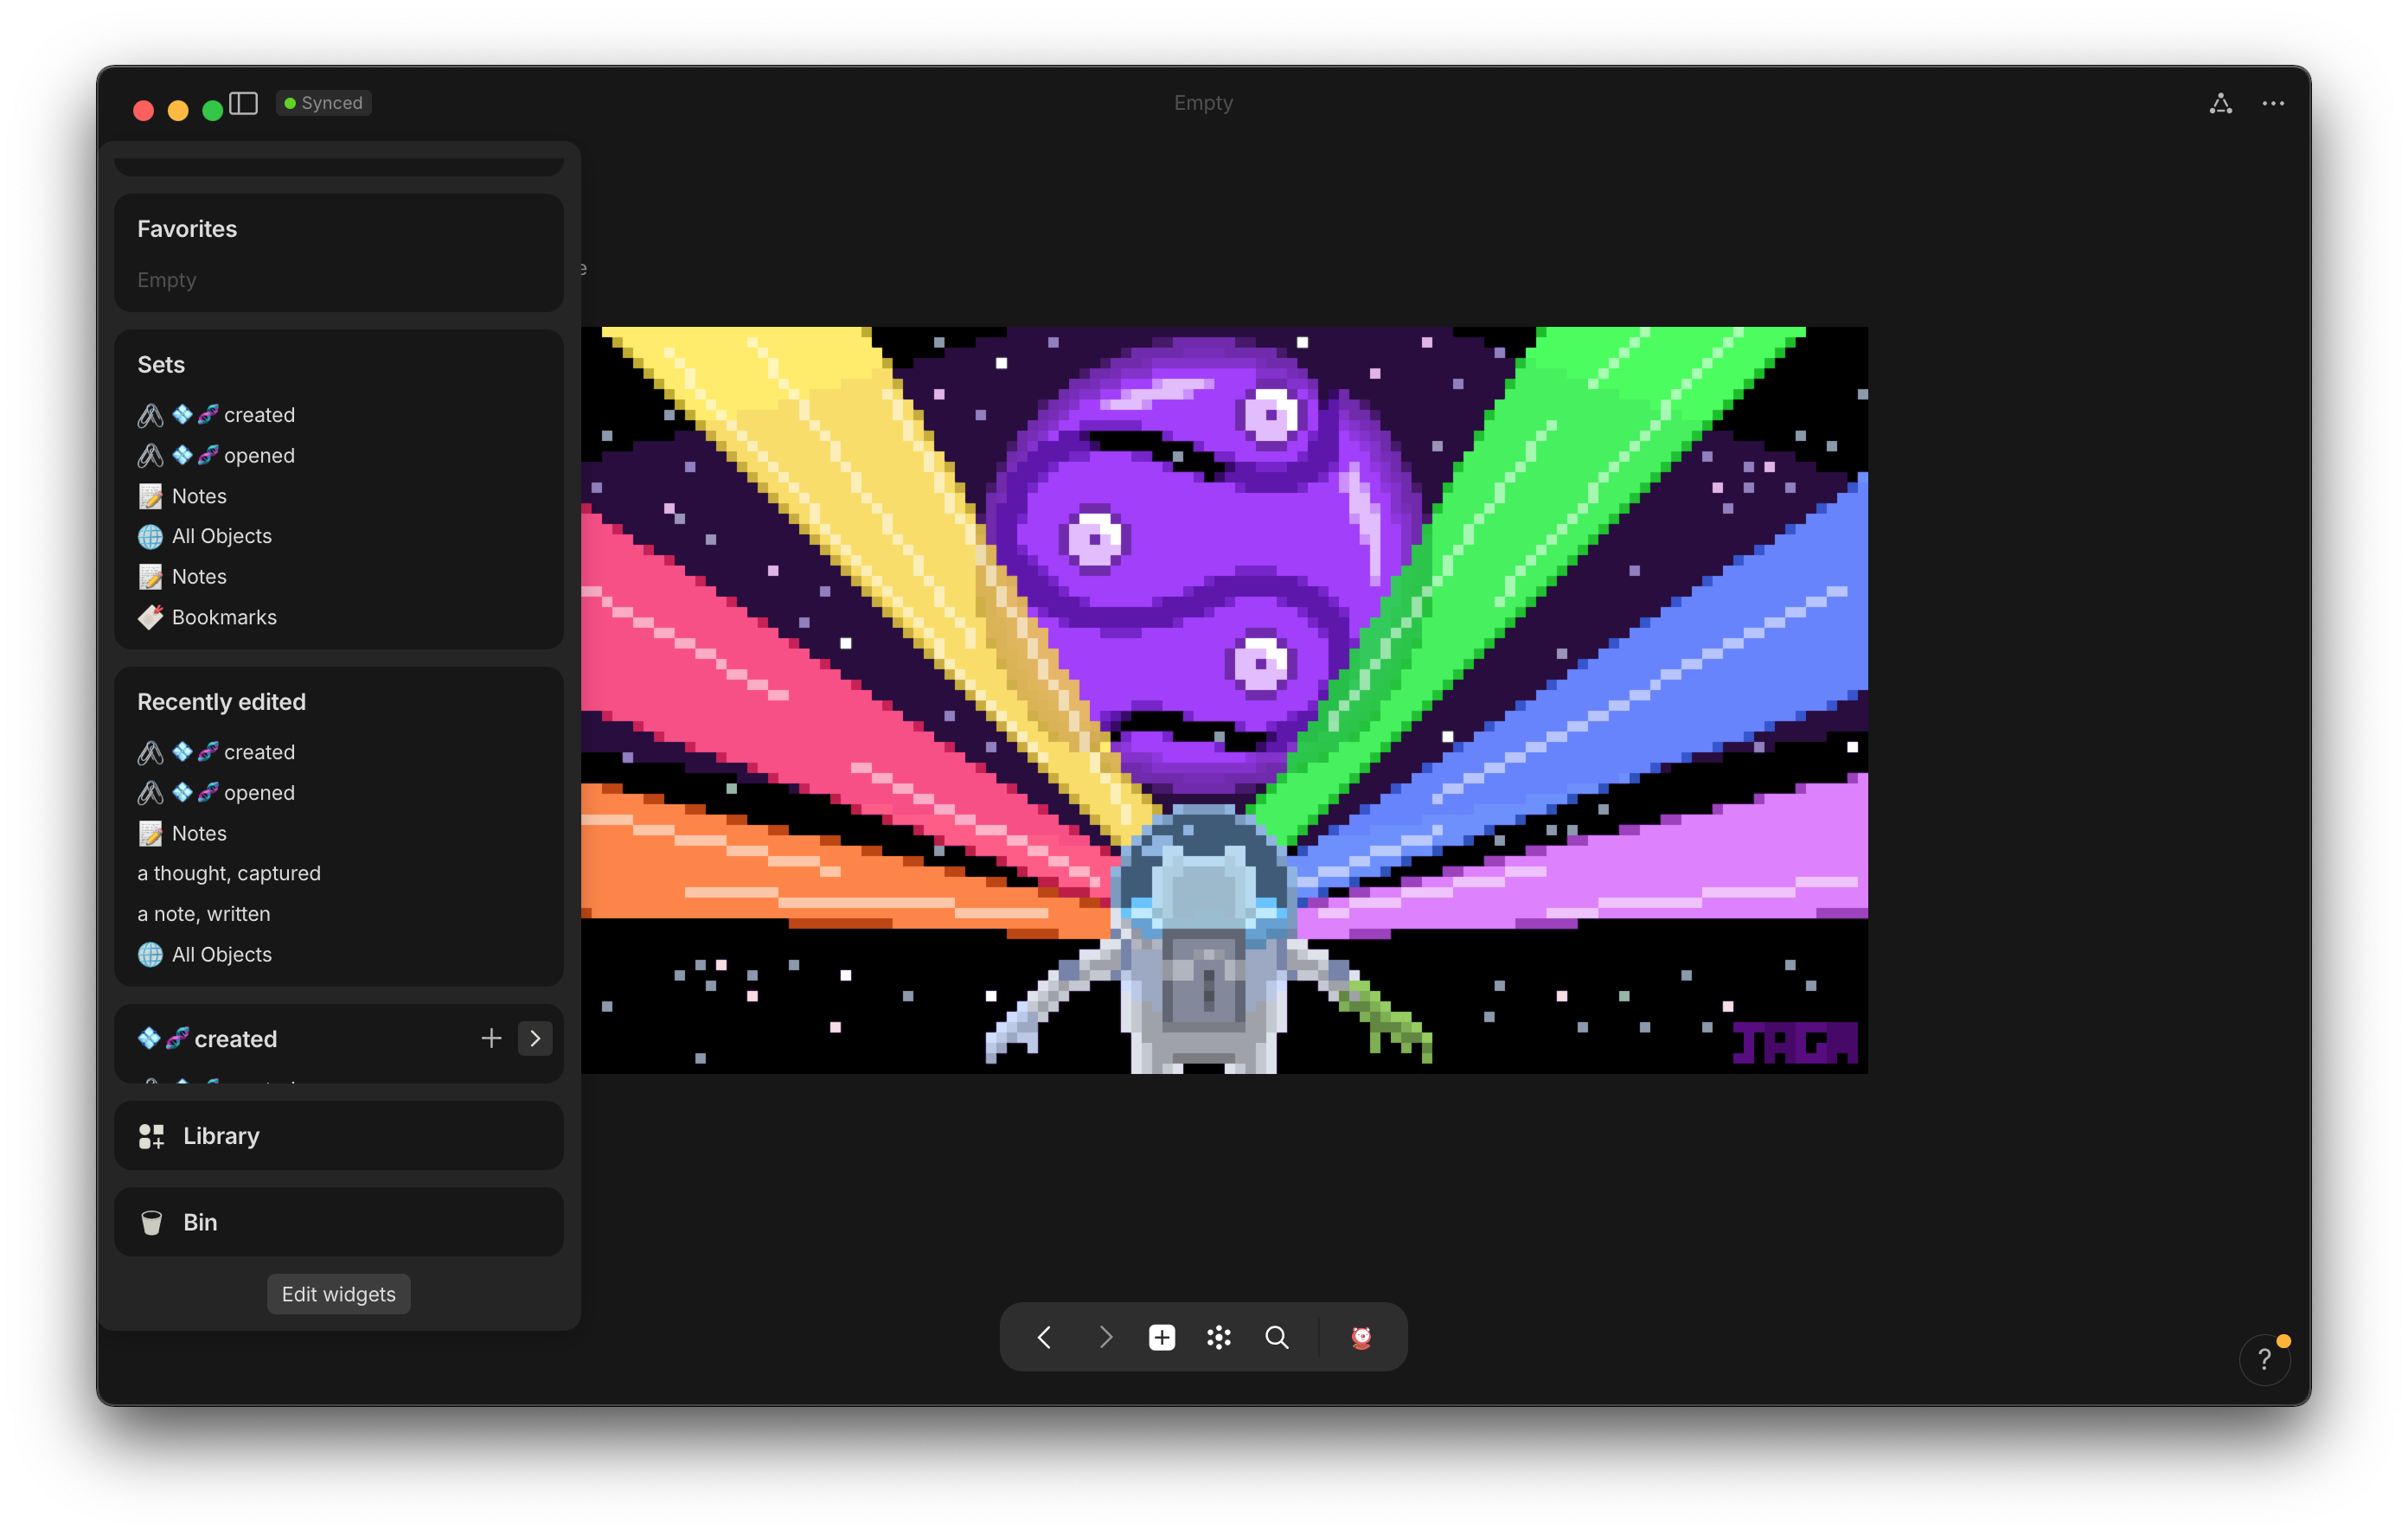 Synced
Empty
Favorites
Empty
e
Sets
created
opened
Notes
All Objects
Notes
Bookmarks
Recently edited
created
opened
Notes
a thought, captured
a note, written
All Objects
created
JAGA
Library
Bin
Edit widgets
?